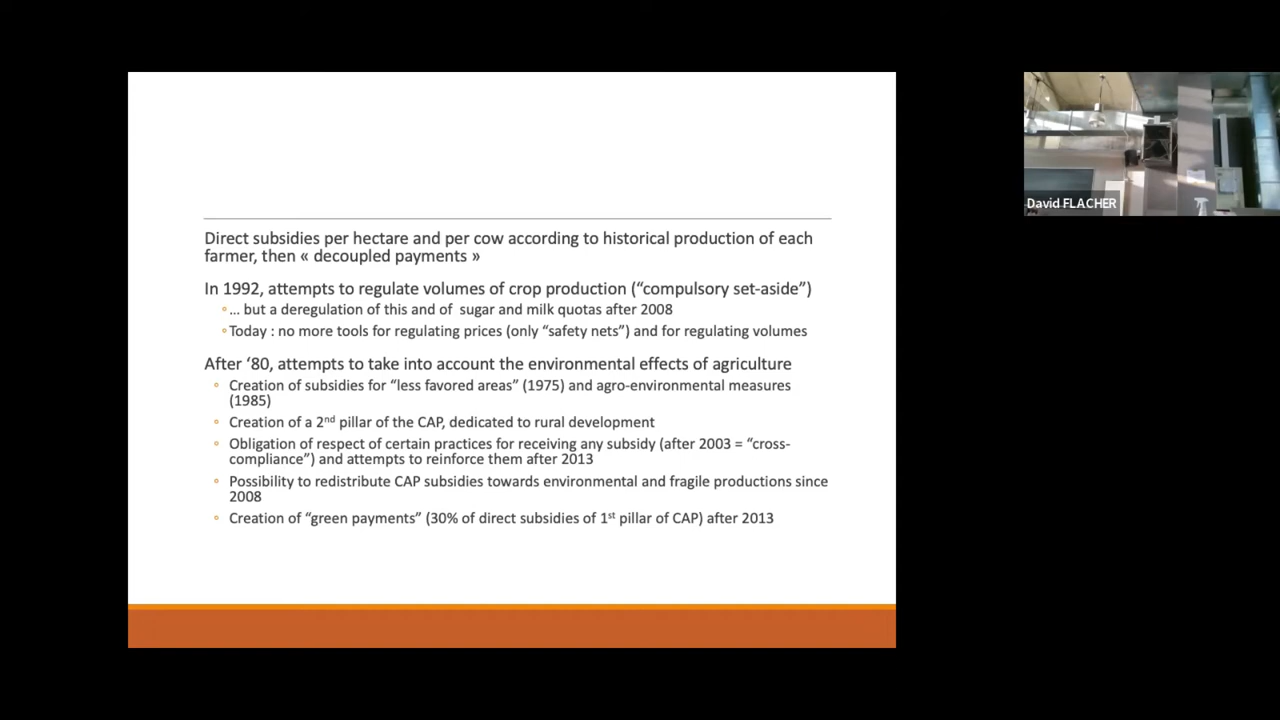 Direct subsidies per hectare and per cow according to historical production of each
farmer, then « decoupled payments »
In 1992, attempts to regulate volumes of crop production (“compulsory set-aside”)
… but a deregulation of this and of  sugar and milk quotas after 2008
Today : no more tools for regulating prices (only “safety nets”) and for regulating volumes
After ‘80, attempts to take into account the environmental effects of agriculture
Creation of subsidies for “less favored areas” (1975) and agro-environmental measures
(1985)
Creation of a 2nd pillar of the CAP, dedicated to rural development
Obligation of respect of certain practices for receiving any subsidy (after 2003 = “cross-
compliance”) and attempts to reinforce them after 2013
Possibility to redistribute CAP subsidies towards environmental and fragile productions since
2008
Creation of “green payments” (30% of direct subsidies of 1st pillar of CAP) after 2013
David FLACHER